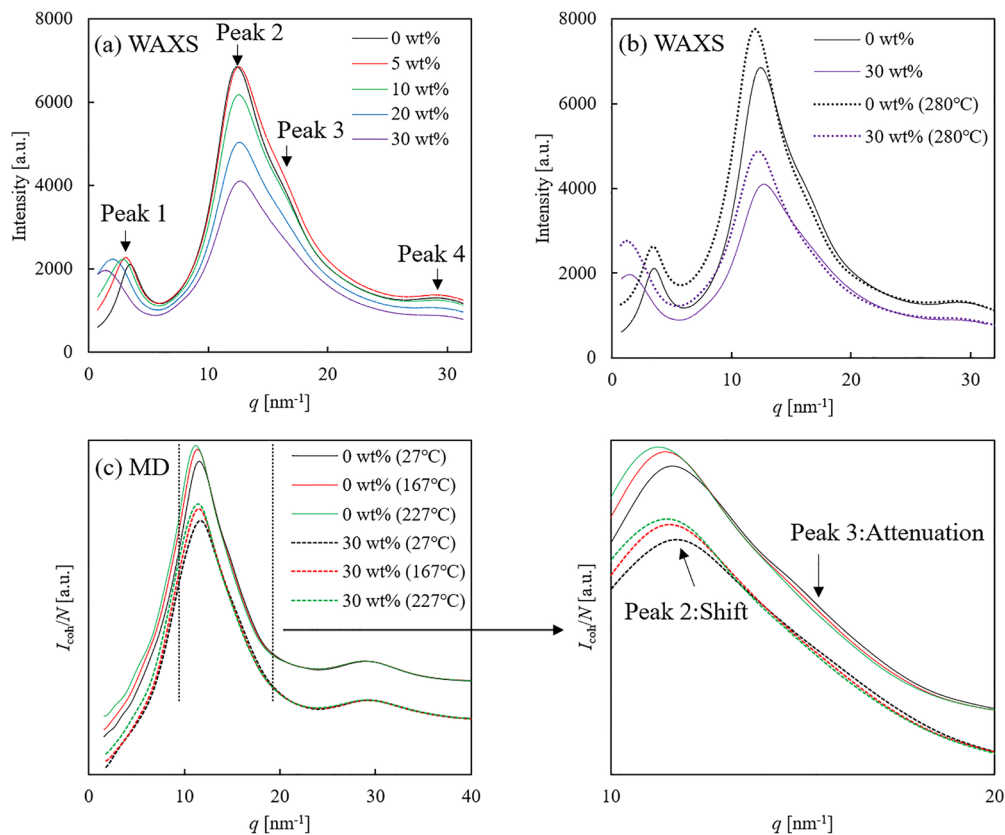 (a) WAXS
Peak 2
Peak 3
Peak 1
Peak 4
0 wt%
5 wt%
10 wt%
20 wt%
30 wt%
Intensity [a.u.]
8000
6000
4000
2000
0
0 10 20 30
q [nm-1]
(b) WAXS
0 wt%
30 wt%
0 wt% (280℃)
30 wt% (280℃)
Intensity [a.u.]
8000
6000
4000
2000
0
0 10 20 30
q [nm-1]
(c) MD
0 wt% (27℃)
0 wt% (167℃)
0 wt% (227℃)
30 wt% (27℃)
30 wt% (167℃)
30 wt% (227℃)
Icoh/N [a.u.]
0 10 20 30 40
q [nm-1]
Peak 3:Attenuation
Peak 2:Shift
Icoh/N [a.u.]
10 20
q [nm-1]